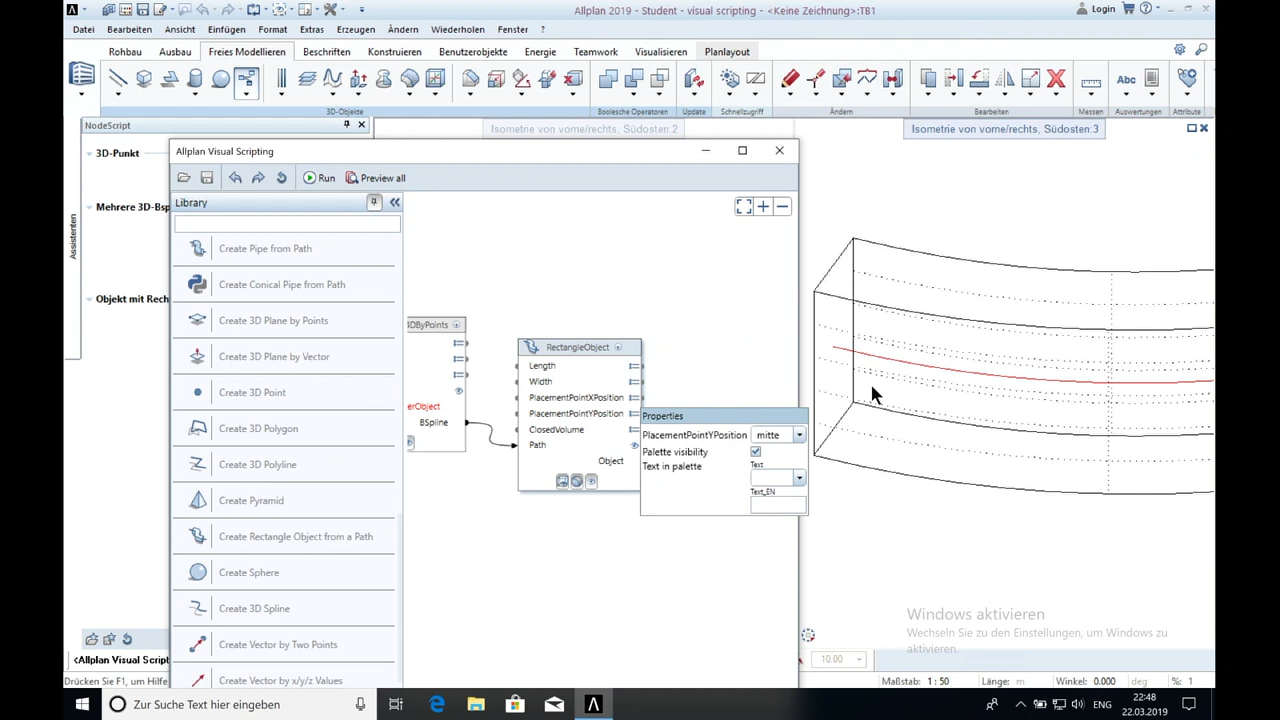 Allplan 2019 - Student - visual scripting - <Keine Zeichnung>:TB1
Login
Datei Bearbeiten Ansicht Einfügen Format Extras Erzeugen Ändern Wiederholen Fenster ?
Rohbau Ausbau Freies Modellieren Beschriften Konstruieren Benutzerobjekte Energie Teamwork Visualisieren Planlayout
Abc
3D-Objekte Boolesche Operatoren Update Schnellzugriff Ändern Bearbeiten Messen Auswertungen Attribute
NodeScript
Isometrie von vorne/rechts, Südosten:2
Isometrie von vorne/rechts, Südosten:3
3D-Punkt
Mehrere 3D-Bsp
Objekt mit Rech
Assistenten
Allplan Visual Scripting
Run
Preview all
Library
Create Pipe from Path
Create Conical Pipe from Path
Create 3D Plane by Points
Create 3D Plane by Vector
Create 3D Point
Create 3D Polygon
Create 3D Polyline
Create Pyramid
Create Rectangle Object from a Path
Create Sphere
Create 3D Spline
Create Vector by Two Points
Create Vector by x/y/z Values
3DByPoints
erObject
BSpline
RectangleObject
Length
Width
PlacementPointXPosition
PlacementPointYPosition
ClosedVolume
Path
Object
Properties
PlacementPointYPosition mitte
Palette visibility
Text in palette
Text
Text_EN
Windows aktivieren
Wechseln Sie zu den Einstellungen, um Windows zu
aktivieren.
10.00
<Allplan Visual Script
Drücken Sie F1, um Hilfe
Maßstab: 1 : 50 Länge: m Winkel: 0.000 deg %: 1
Zur Suche Text hier eingeben
ENG
22:48
22.03.2019